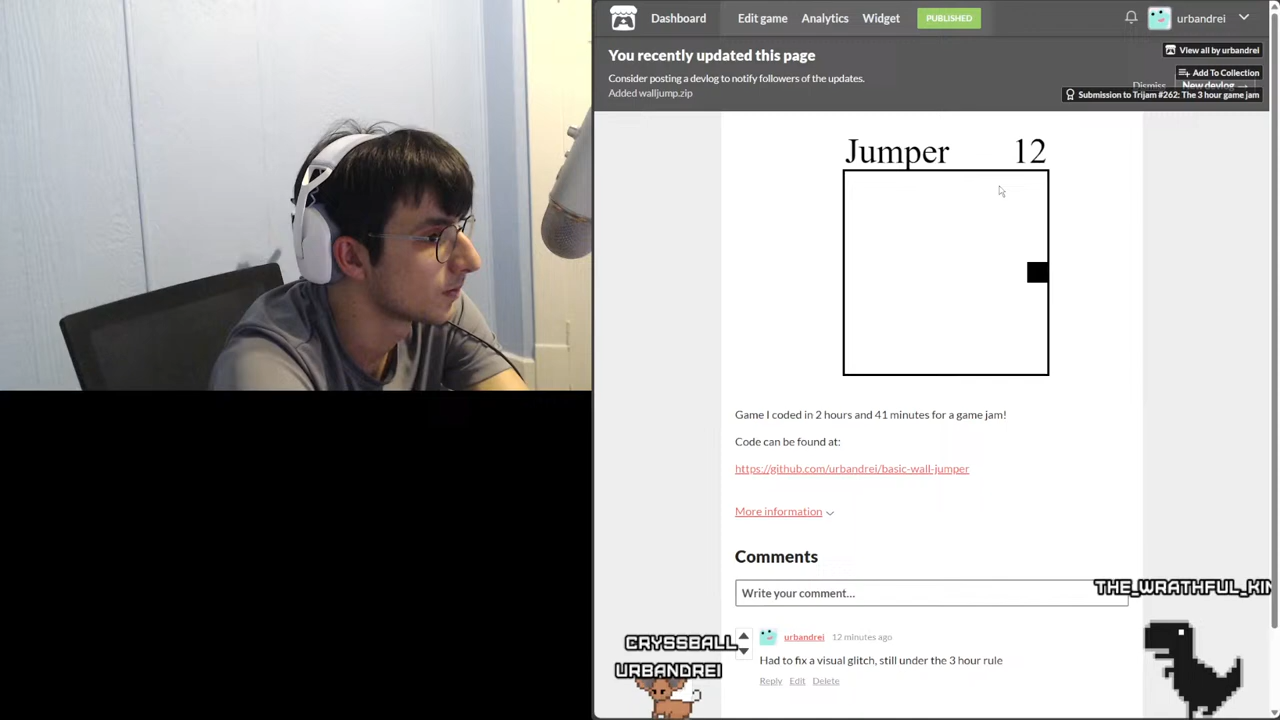 Dashboard
Edit game
Analytics
Widget
PUBLISHED
urbandrei
You recently updated this page
View all by urbandrei
Consider posting a devlog to notify followers of the updates.
Add To Collection
Dismiss
New devlog →
Added walljump.zip
Submission to Trijam #262: The 3 hour game jam
Jumper 12
Game I coded in 2 hours and 41 minutes for a game jam!
Code can be found at:
https://github.com/urbandrei/basic-wall-jumper
More information
Comments
Write your comment...
THE_WRATHFUL_KIN
urbandrei 12 minutes ago
Had to fix a visual glitch, still under the 3 hour rule
Reply Edit Delete
CRYSSBALL
URBANDREI